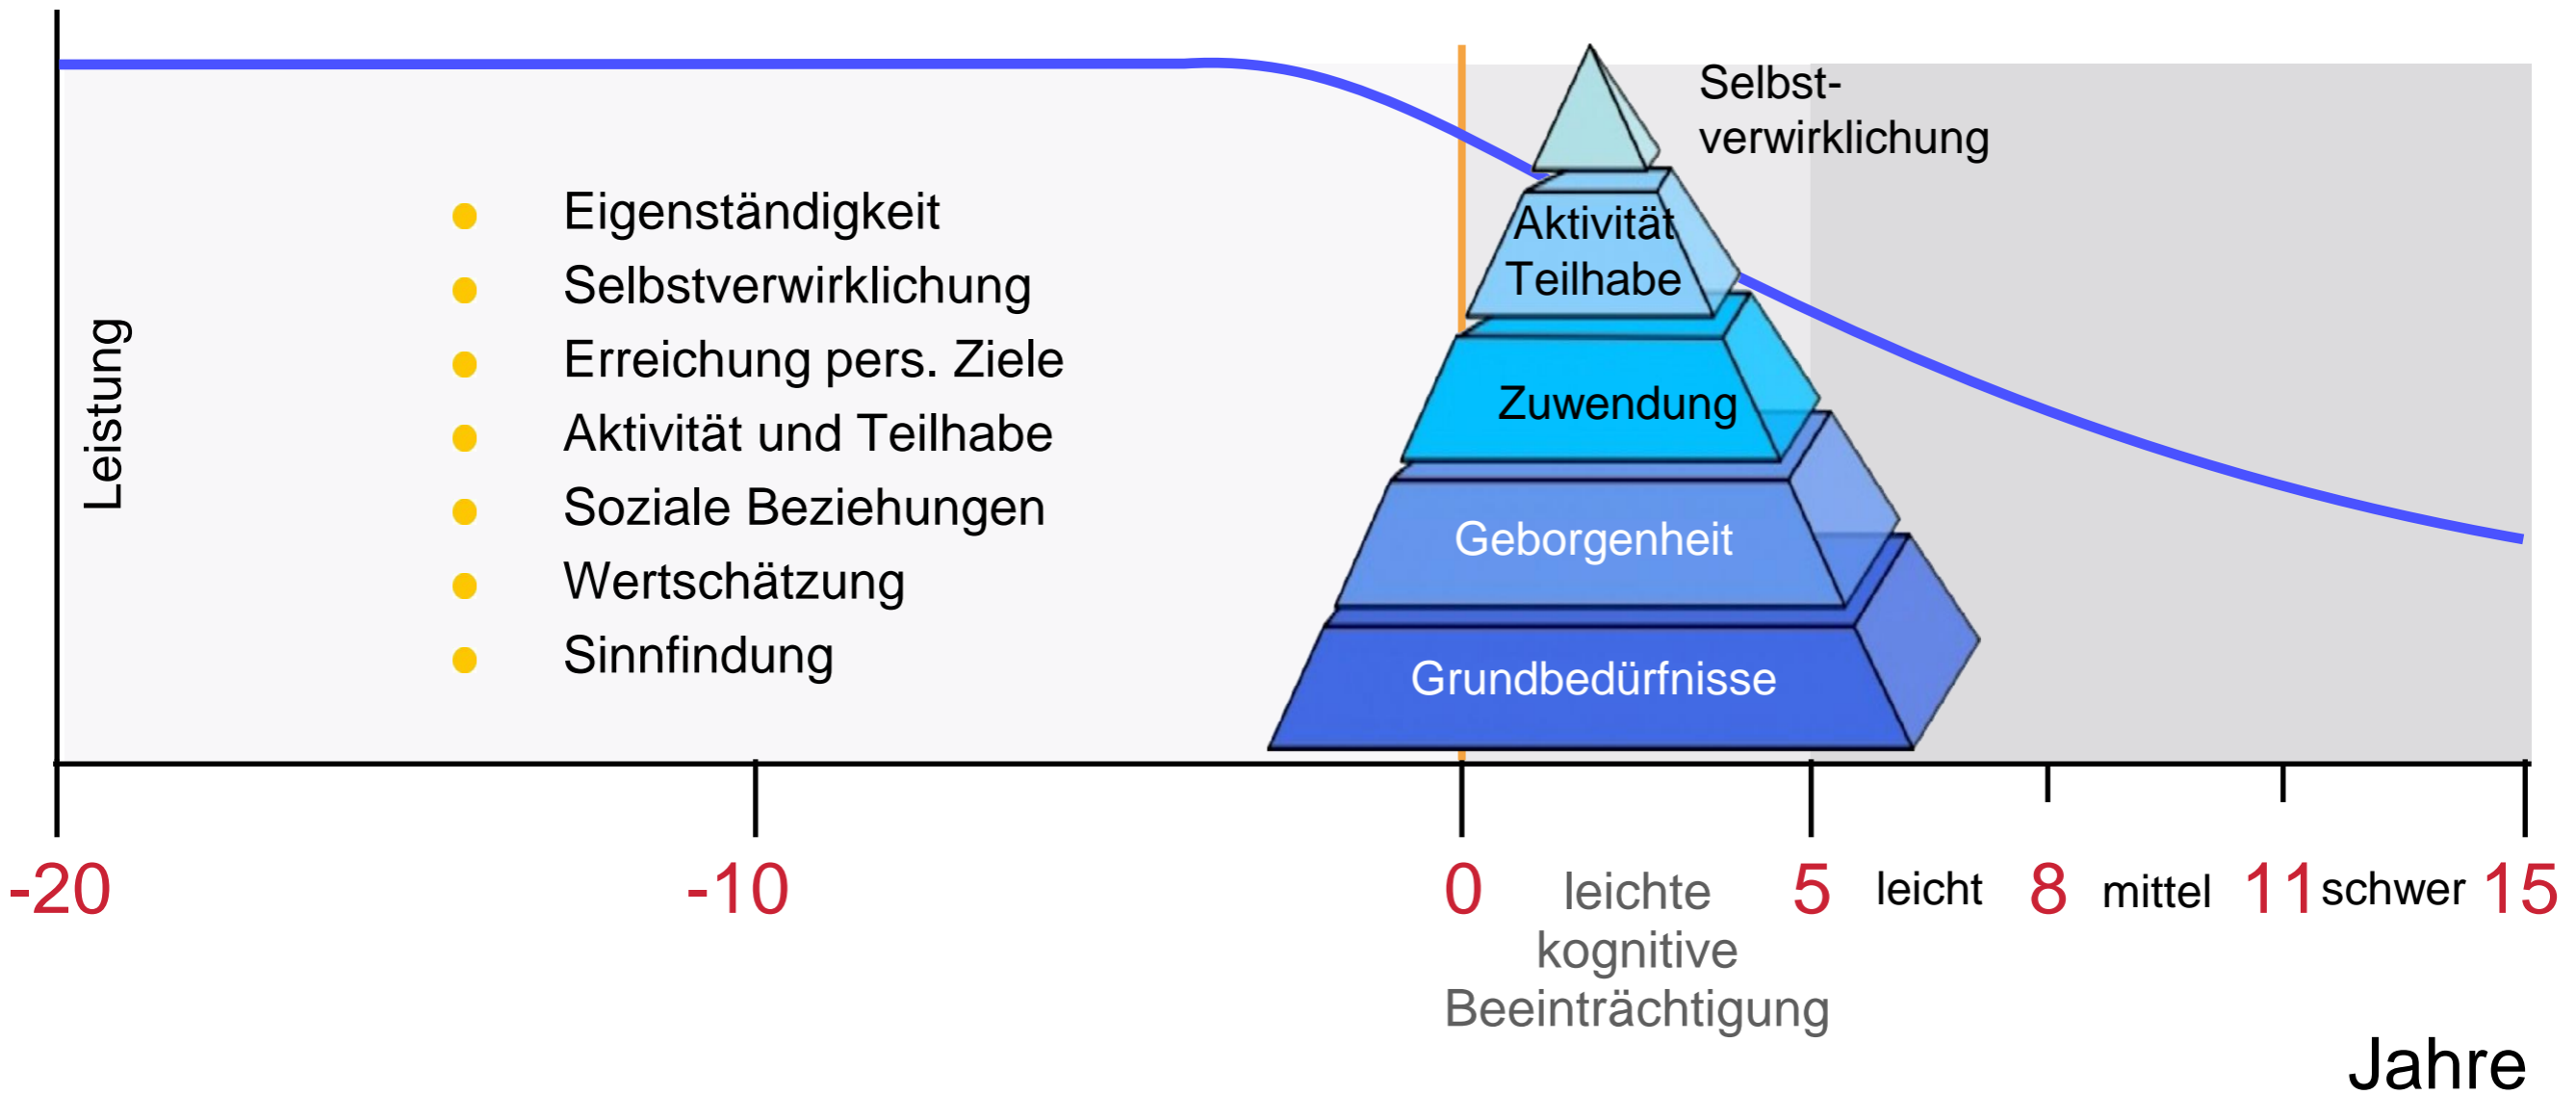 Leistung
Eigenständigkeit
Selbstverwirklichung
Erreichung pers. Ziele
Aktivität und Teilhabe
Soziale Beziehungen
Wertschätzung
Sinnfindung
Selbst-
verwirklichung
Aktivität
Teilhabe
Zuwendung
Geborgenheit
Grundbedürfnisse
-20 -10 0 leichte 5 leicht 8 mittel 11 schwer 15
kognitive
Beeinträchtigung
Jahre